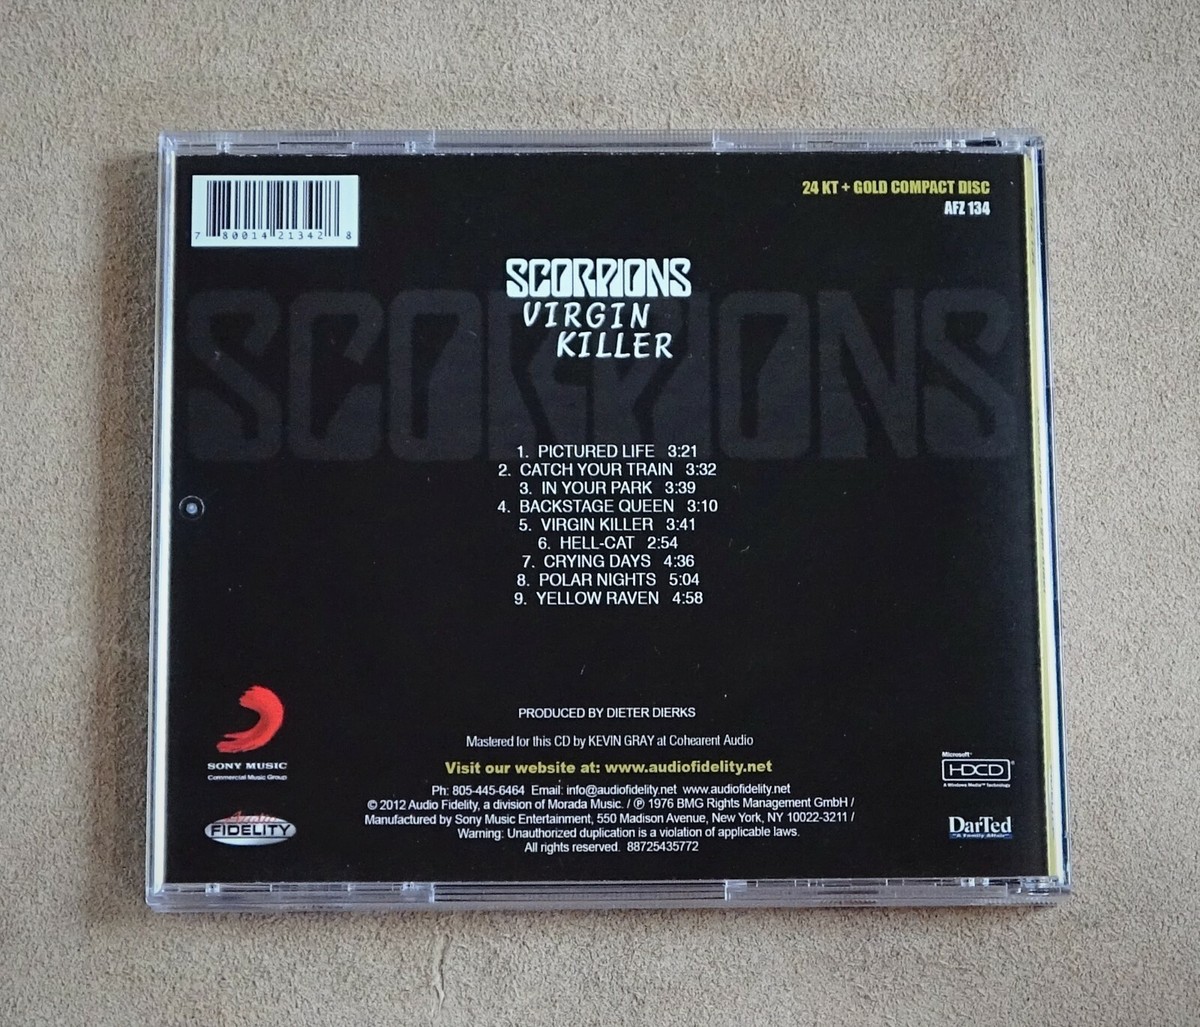 7 80014 21342 8
24 KT + GOLD COMPACT DISC
AFZ 134
SCORPIONS
VIRGIN
KILLER
SCORPIONS
1. PICTURED LIFE 3:21
2. CATCH YOUR TRAIN 3:32
3. IN YOUR PARK 3:39
4. BACKSTAGE QUEEN 3:10
5. VIRGIN KILLER 3:41
6. HELL-CAT 2:54
7. CRYING DAYS 4:36
8. POLAR NIGHTS 5:04
9. YELLOW RAVEN 4:58
PRODUCED BY DIETER DIERKS
Mastered for this CD by KEVIN GRAY at Cohearent Audio
Visit our website at: www.audiofidelity.net
Ph: 805-445-6464 Email: info@audiofidelity.net www.audiofidelity.net
© 2012 Audio Fidelity, a division of Morada Music. / ℗ 1976 BMG Rights Management GmbH /
Manufactured by Sony Music Entertainment, 550 Madison Avenue, New York, NY 10022-3211 /
Warning: Unauthorized duplication is a violation of applicable laws.
All rights reserved. 88725435772
SONY MUSIC
Commercial Music Group
FIDELITY
Microsoft®
HDCD®
A Windows Media™ Technology
DarTed
"A Family Affair"